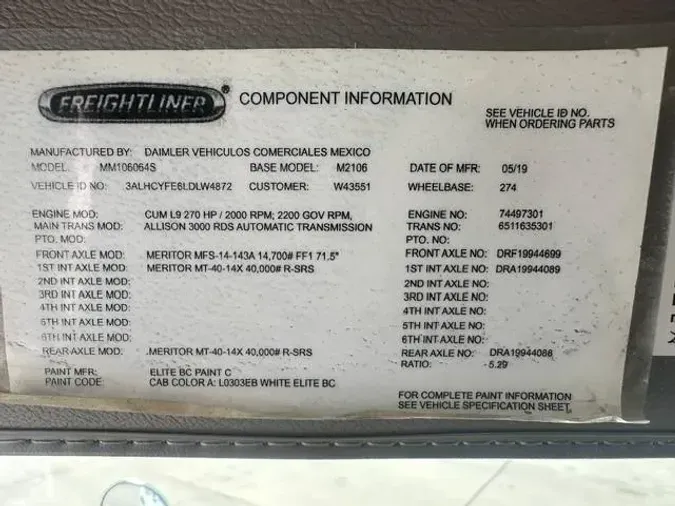 FREIGHTLINER ® COMPONENT INFORMATION
SEE VEHICLE ID NO.
WHEN ORDERING PARTS
MANUFACTURED BY: DAIMLER VEHICULOS COMERCIALES MEXICO
MODEL: MM106064S BASE MODEL: M2106 DATE OF MFR: 05/19
VEHICLE ID NO: 3ALHCYFE6LDLW4872 CUSTOMER: W43551 WHEELBASE: 274
ENGINE MOD: CUM L9 270 HP / 2000 RPM; 2200 GOV RPM, ENGINE NO: 74497301
MAIN TRANS MOD: ALLISON 3000 RDS AUTOMATIC TRANSMISSION TRANS NO: 6511635301
PTO. MOD: PTO. NO:
FRONT AXLE MOD: MERITOR MFS-14-143A 14,700# FF1 71.5" FRONT AXLE NO: DRF19944699
1ST INT AXLE MOD: MERITOR MT-40-14X 40,000# R-SRS 1ST INT AXLE NO: DRA19944089
2ND INT AXLE MOD: 2ND INT AXLE NO:
3RD INT AXLE MOD: 3RD INT AXLE NO:
4TH INT AXLE MOD: 4TH INT AXLE NO:
5TH INT AXLE MOD: 5TH INT AXLE NO:
6TH INT AXLE MOD: 6TH INT AXLE NO:
REAR AXLE MOD: .MERITOR MT-40-14X 40,000# R-SRS REAR AXLE NO: DRA19944088
RATIO: 5.29
PAINT MFR: ELITE BC PAINT C
PAINT CODE: CAB COLOR A: L0303EB WHITE ELITE BC
FOR COMPLETE PAINT INFORMATION
SEE VEHICLE SPECIFICATION SHEET.